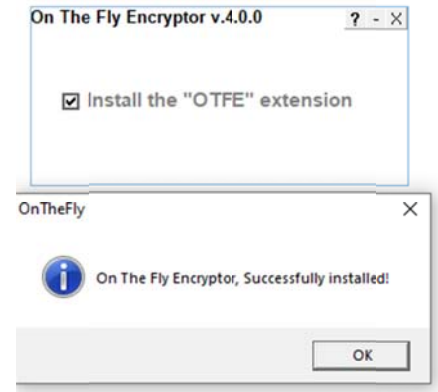 On The Fly Encryptor v.4.0.0 ? - X
Install the "OTFE" extension
OnTheFly
On The Fly Encryptor, Successfully installed!
OK